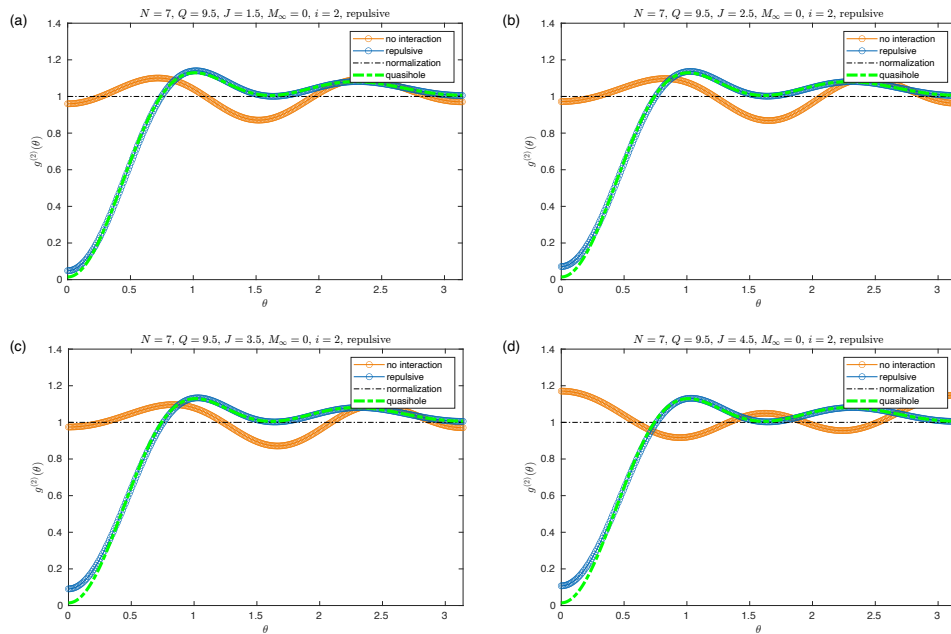 (a)
N = 7, Q = 9.5, J = 1.5, M∞ = 0, i = 2, repulsive
no interaction
repulsive
normalization
quasihole
1.4
1.2
1
0.8
0.6
0.4
0.2
0
g⁽²⁾(θ)
0 0.5 1 1.5 2 2.5 3
θ
(b)
N = 7, Q = 9.5, J = 2.5, M∞ = 0, i = 2, repulsive
no interaction
repulsive
normalization
quasihole
1.4
1.2
1
0.8
0.6
0.4
0.2
0
g⁽²⁾(θ)
0 0.5 1 1.5 2 2.5 3
θ
(c)
N = 7, Q = 9.5, J = 3.5, M∞ = 0, i = 2, repulsive
no interaction
repulsive
normalization
quasihole
1.4
1.2
1
0.8
0.6
0.4
0.2
0
g⁽²⁾(θ)
0 0.5 1 1.5 2 2.5 3
θ
(d)
N = 7, Q = 9.5, J = 4.5, M∞ = 0, i = 2, repulsive
no interaction
repulsive
normalization
quasihole
1.4
1.2
1
0.8
0.6
0.4
0.2
0
g⁽²⁾(θ)
0 0.5 1 1.5 2 2.5 3
θ